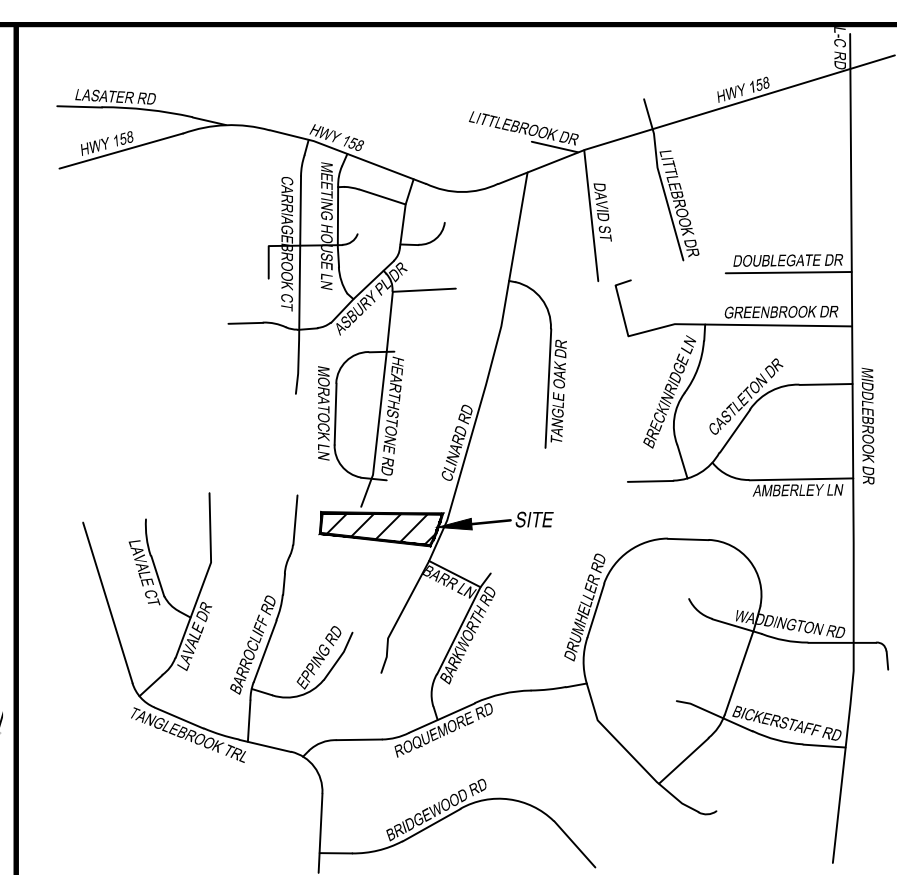 L-C RD
LASATER RD
HWY 158
HWY 158
LITTLEBROOK DR
HWY 158
CARRIAGEBROOK CT
MEETING HOUSE LN
DAVID ST
LITTLEBROOK DR
DOUBLEGATE DR
ASBURY PL DR
GREENBROOK DR
MORATOCK LN
HEARTHSTONE RD
CLINARD RD
TANGLE OAK DR
BRECKINRIDGE LN
CASTLETON DR
MIDDLEBROOK DR
AMBERLEY LN
SITE
LAVALE CT
LAVALE DR
BARROCLIFF RD
EPPING RD
BARR LN
BARKWORTH RD
DRUMHELLER RD
WADDINGTON RD
TANGLEBROOK TRL
ROQUEMORE RD
BICKERSTAFF RD
BRIDGEWOOD RD